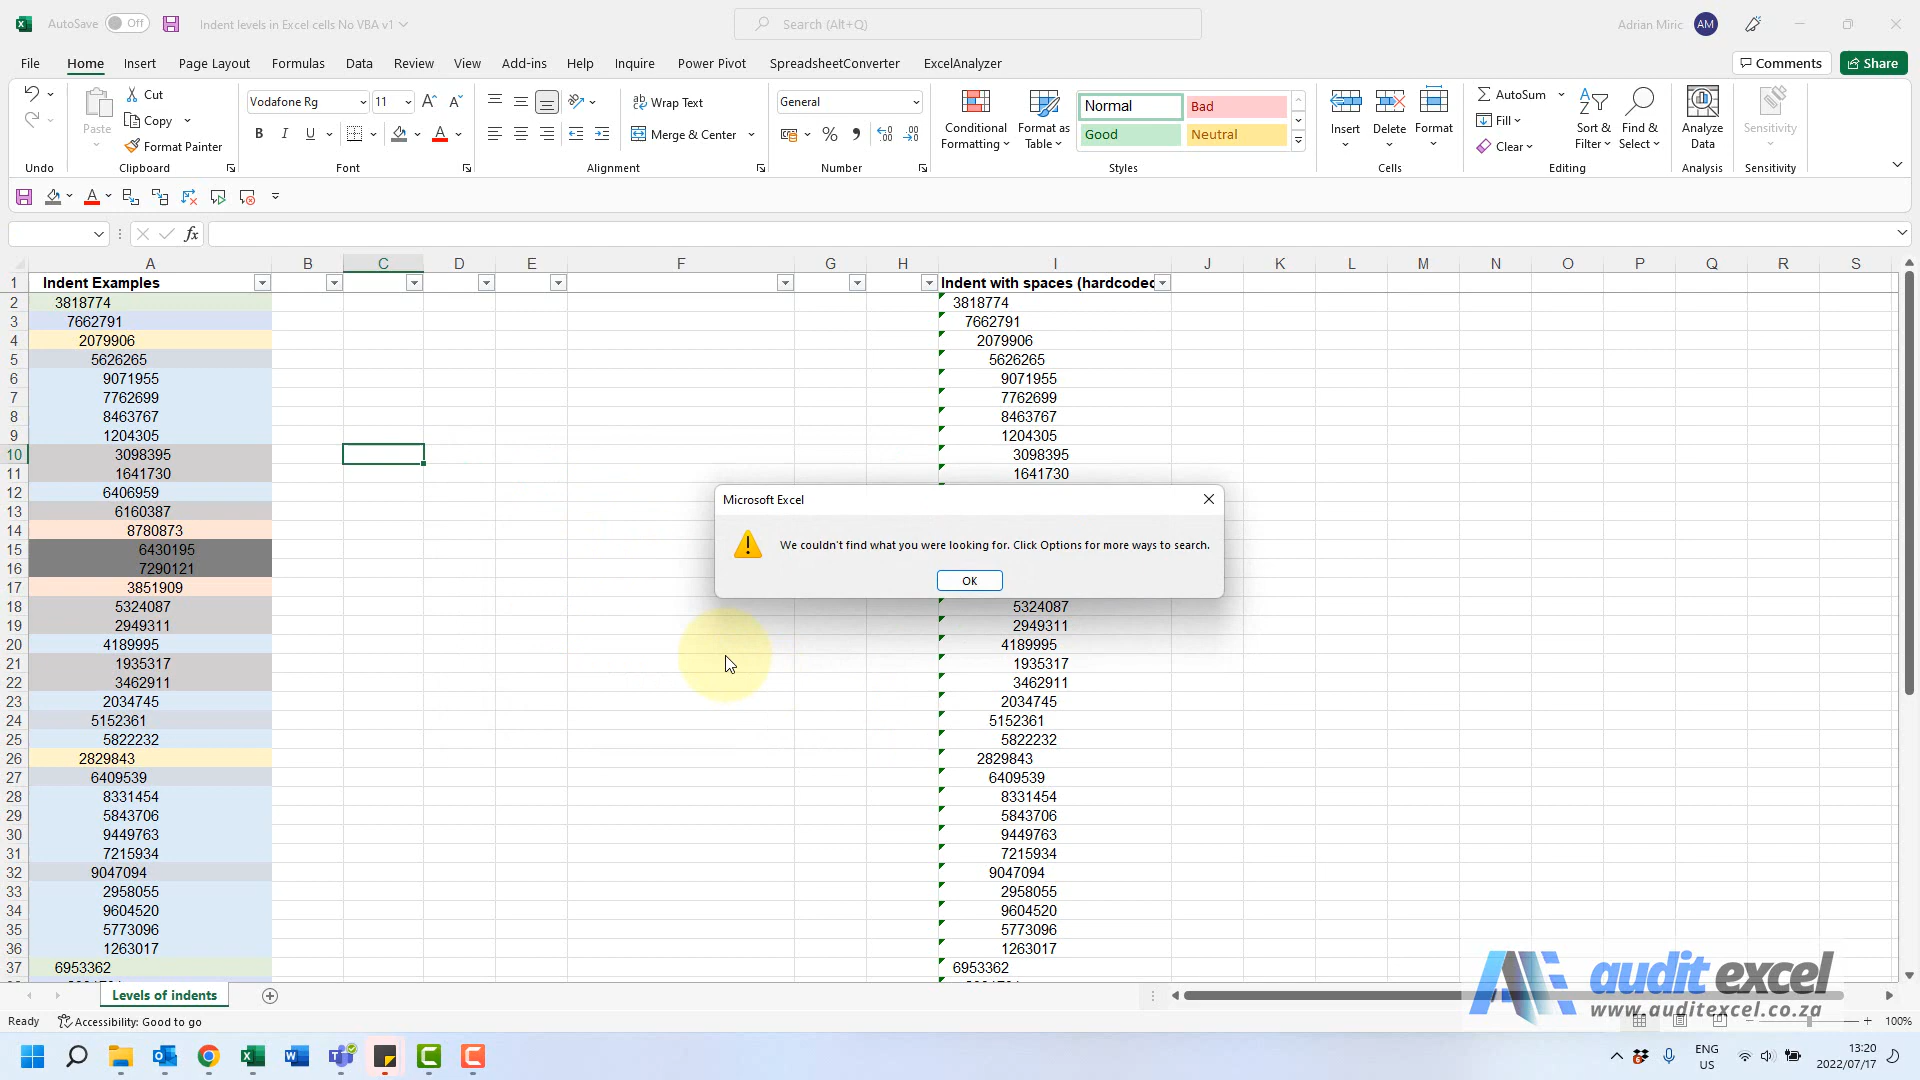 AutoSave Off Indent levels in Excel cells No VBA v1 Search (Alt+Q) Adrian Miric AM
File Home Insert Page Layout Formulas Data Review View Add-ins Help Inquire Power Pivot SpreadsheetConverter ExcelAnalyzer Comments Share
Paste
Cut
Copy
Format Painter
Vodafone Rg 11
B I U
Wrap Text
Merge & Center
General
Conditional Formatting
Format as Table
Normal Bad
Good Neutral
Insert Delete Format
AutoSum
Fill
Clear
Sort & Filter
Find & Select
Analyze Data
Sensitivity
Undo Clipboard Font Alignment Number Styles Cells Editing Analysis Sensitivity
fx
A B C D E F G H I J K L M N O P Q R S
1 Indent Examples Indent with spaces (hardcoded
2 3818774 3818774
3 7662791 7662791
4 2079906 2079906
5 5626265 5626265
6 9071955 9071955
7 7762699 7762699
8 8463767 8463767
9 1204305 1204305
10 3098395 3098395
11 1641730 1641730
12 6406959
13 6160387
14 8780873
15 6430195
16 7290121
17 3851909
18 5324087 5324087
19 2949311 2949311
20 4189995 4189995
21 1935317 1935317
22 3462911 3462911
23 2034745 2034745
24 5152361 5152361
25 5822232 5822232
26 2829843 2829843
27 6409539 6409539
28 8331454 8331454
29 5843706 5843706
30 9449763 9449763
31 7215934 7215934
32 9047094 9047094
33 2958055 2958055
34 9604520 9604520
35 5773096 5773096
36 1263017 1263017
37 6953362 6953362
Microsoft Excel
We couldn't find what you were looking for. Click Options for more ways to search.
OK
audit excel
www.auditexcel.co.za
Levels of indents
Ready Accessibility: Good to go 100%
ENG
US
13:20
2022/07/17